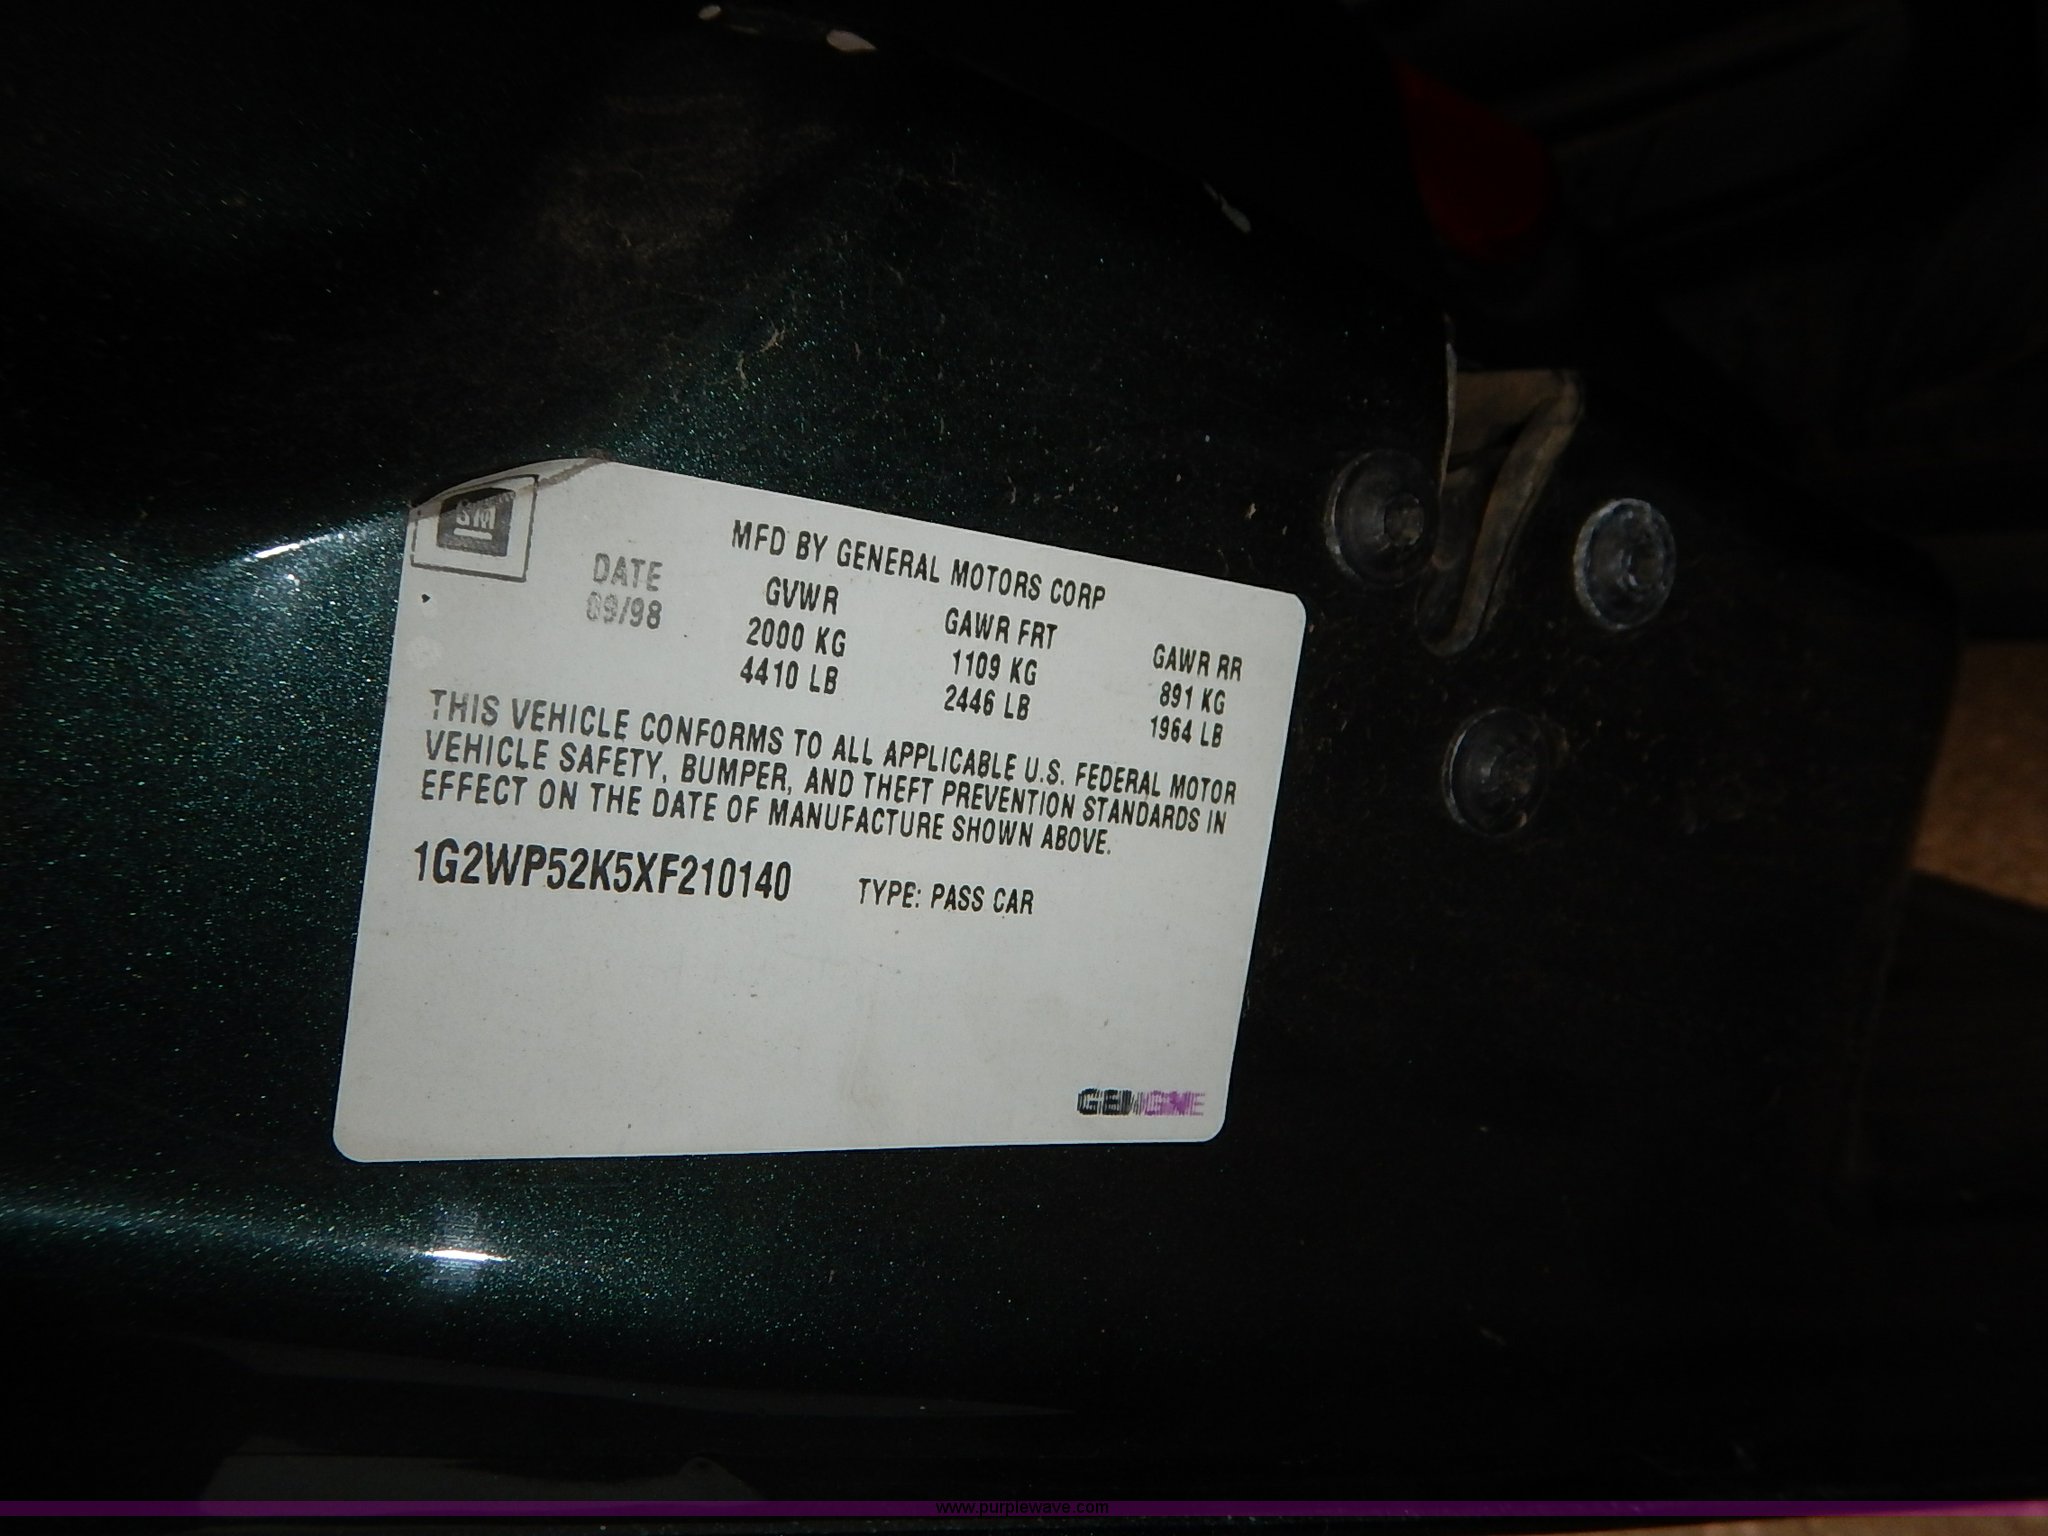 GM
MFD BY GENERAL MOTORS CORP
DATE GVWR GAWR FRT GAWR RR
09/98 2000 KG 1109 KG 891 KG
4410 LB 2446 LB 1964 LB
THIS VEHICLE CONFORMS TO ALL APPLICABLE U.S. FEDERAL MOTOR
VEHICLE SAFETY, BUMPER, AND THEFT PREVENTION STANDARDS IN
EFFECT ON THE DATE OF MANUFACTURE SHOWN ABOVE.
1G2WP52K5XF210140 TYPE: PASS CAR
www.purplewave.com